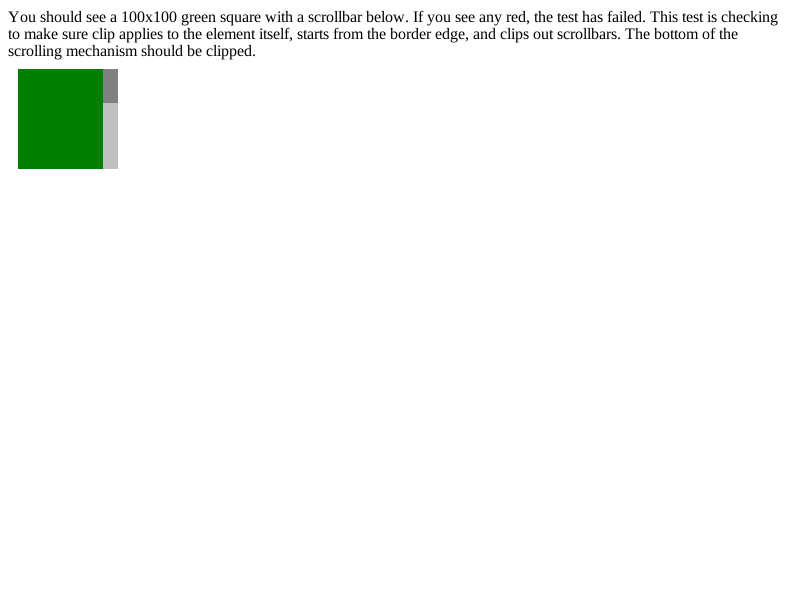 You should see a 100x100 green square with a scrollbar below. If you see any red, the test has failed. This test is checking
to make sure clip applies to the element itself, starts from the border edge, and clips out scrollbars. The bottom of the
scrolling mechanism should be clipped.